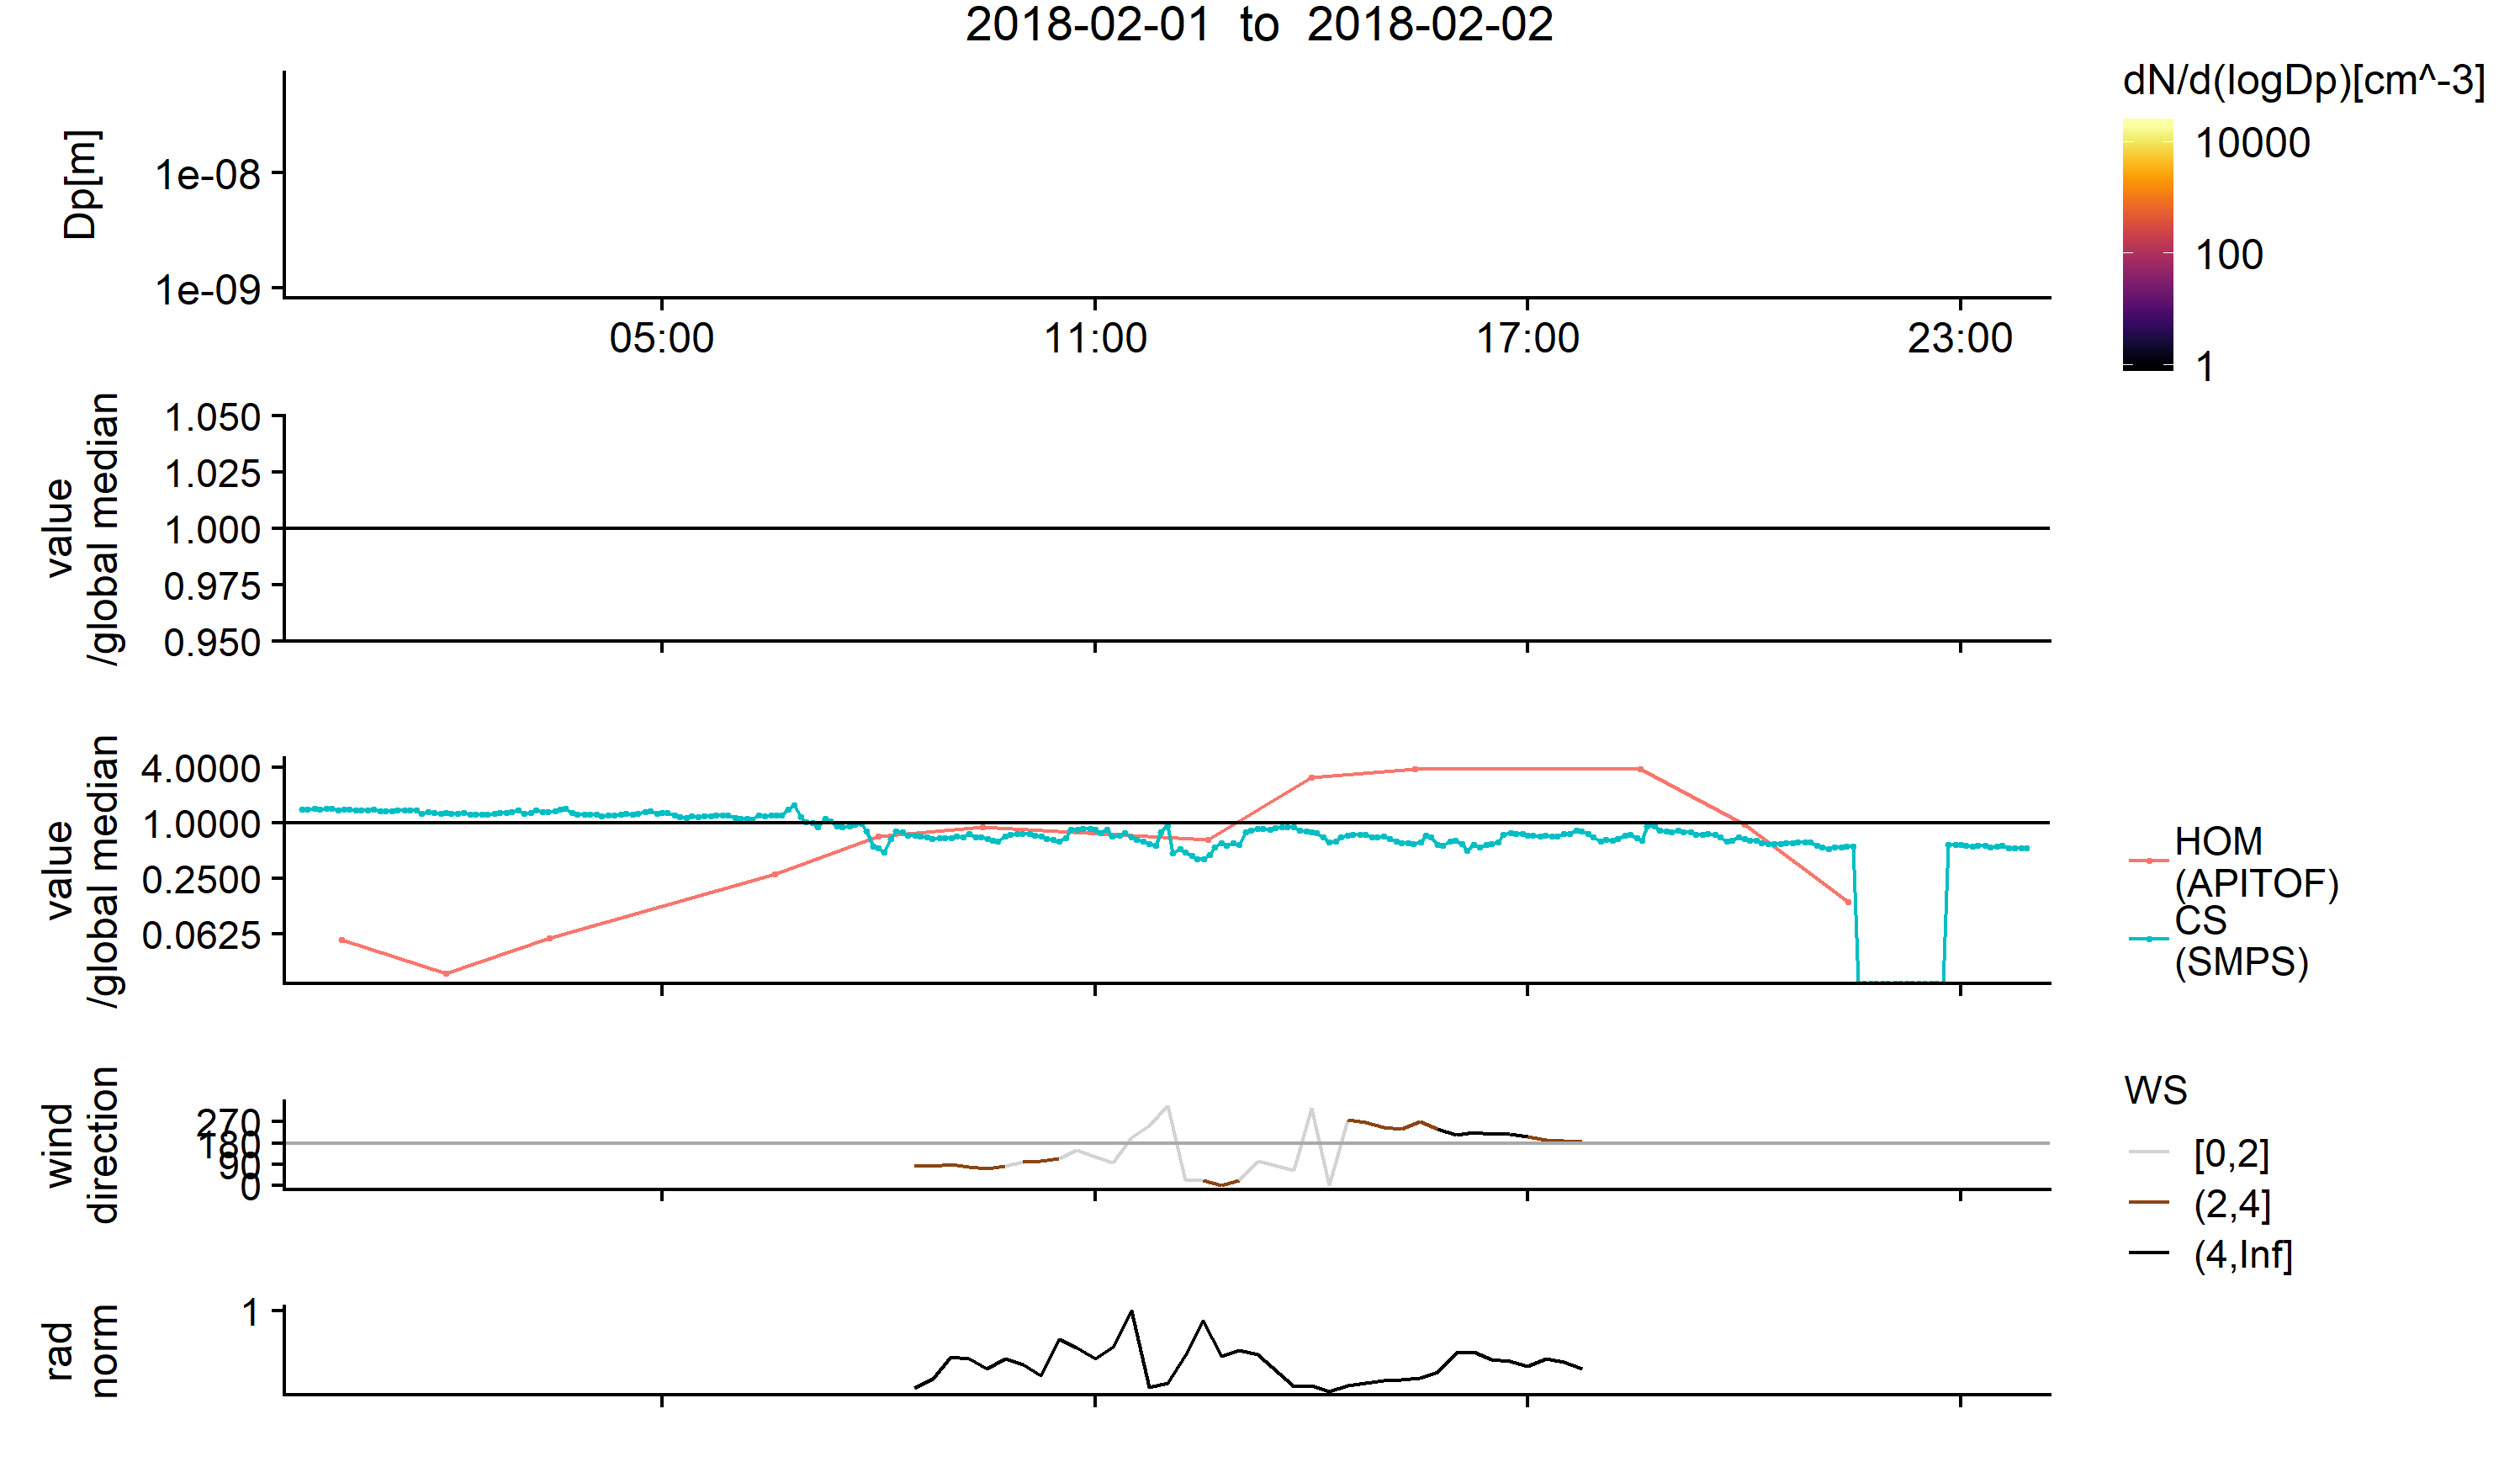 2018-02-01 to 2018-02-02
Dp[m]
1e-08
1e-09
05:00
11:00
17:00
23:00
dN/d(logDp)[cm^-3]
10000
100
1
value
/global median
1.050
1.025
1.000
0.975
0.950
value
/global median
4.0000
1.0000
0.2500
0.0625
HOM
(APITOF)
CS
(SMPS)
wind
direction
270
180
90
0
WS
[0,2]
(2,4]
(4,Inf]
rad
norm
1